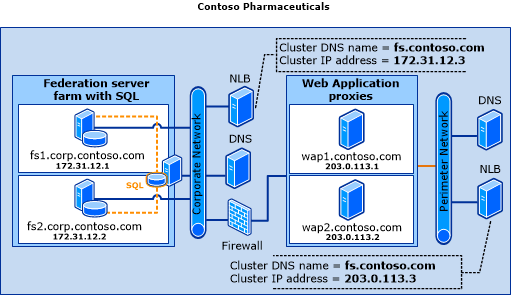 Contoso Pharmaceuticals
Cluster DNS name = fs.contoso.com
Cluster IP address = 172.31.12.3
Federation server
farm with SQL
NLB
Web Application
proxies
DNS
fs1.corp.contoso.com
172.31.12.1
DNS
wap1.contoso.com
203.0.113.1
SQL
Corporate Network
Perimeter Network
NLB
fs2.corp.contoso.com
172.31.12.2
Firewall
wap2.contoso.com
203.0.113.2
Cluster DNS name = fs.contoso.com
Cluster IP address = 203.0.113.3